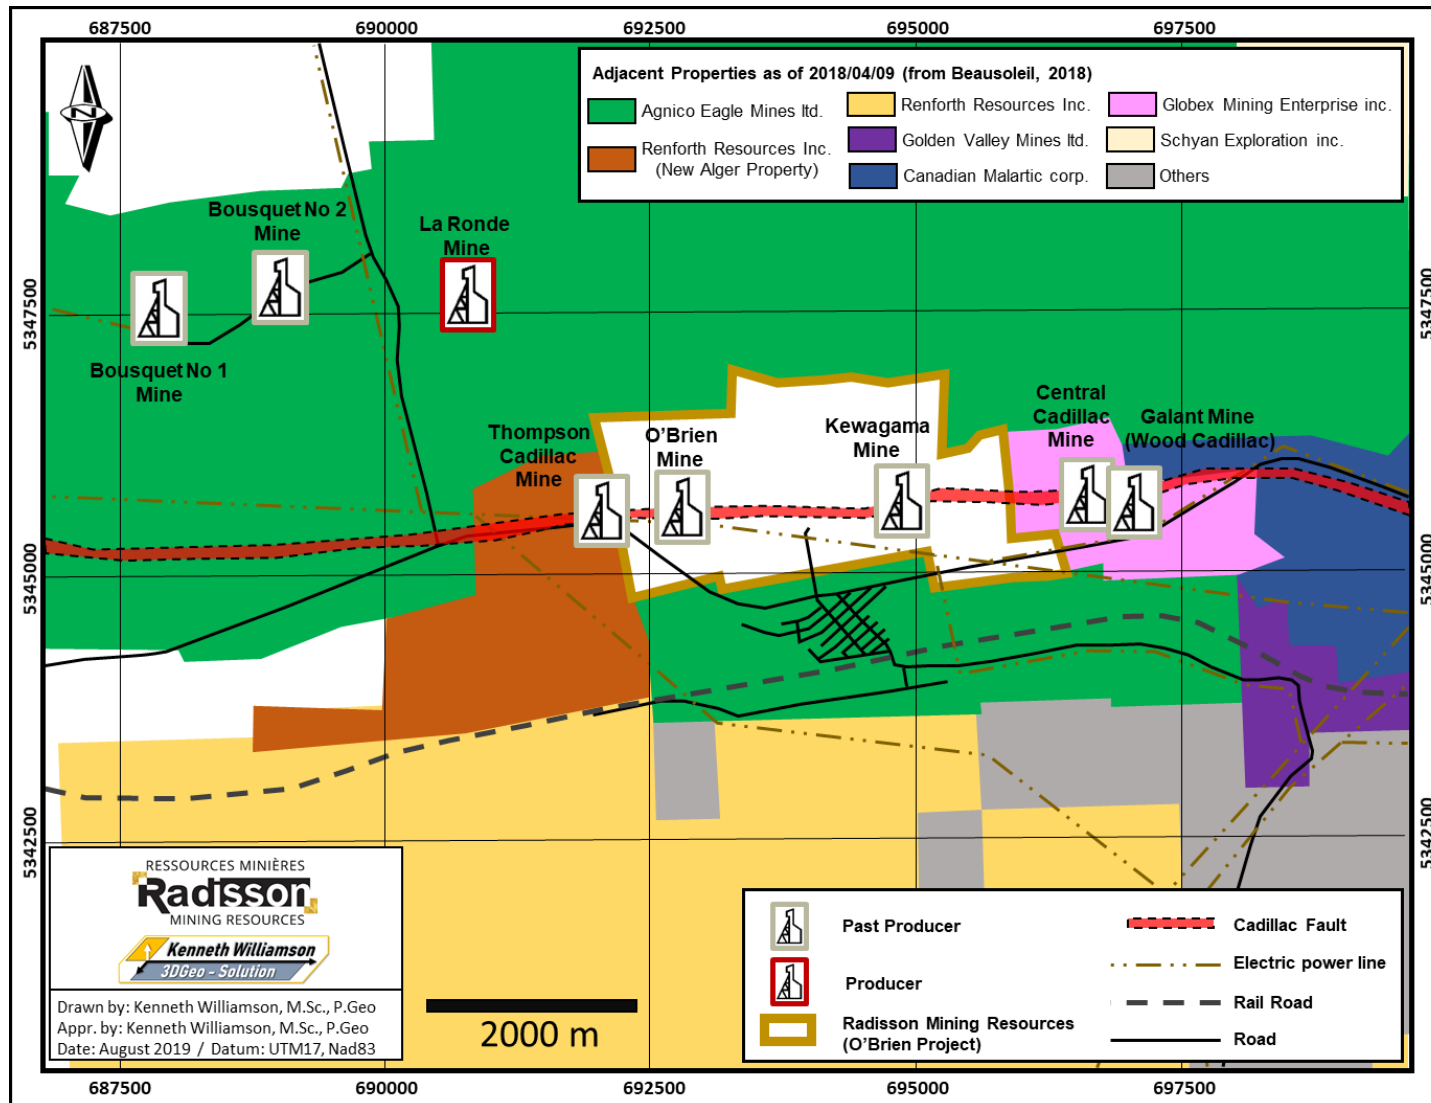 687500
690000
692500
695000
697500
Adjacent Properties as of 2018/04/09 (from Beausoleil, 2018)
Agnico Eagle Mines ltd.
Renforth Resources Inc.
(New Alger Property)
Renforth Resources Inc.
Golden Valley Mines ltd.
Canadian Malartic corp.
Globex Mining Enterprise inc.
Schyan Exploration inc.
Others
N
Bousquet No 2
Mine
La Ronde
Mine
5347500
5347500
Bousquet No 1
Mine
Thompson
Cadillac
Mine
O'Brien
Mine
Kewagama
Mine
Central
Cadillac
Mine
Galant Mine
(Wood Cadillac)
5345000
5345000
5342500
5342500
RESSOURCES MINIÈRES
Radisson
MINING RESOURCES
Kenneth Williamson
3DGeo - Solution
Drawn by: Kenneth Williamson, M.Sc., P.Geo
Appr. by: Kenneth Williamson, M.Sc., P.Geo
Date: August 2019 / Datum: UTM17, Nad83
2000 m
Past Producer
Producer
Radisson Mining Resources
(O'Brien Project)
Cadillac Fault
Electric power line
Rail Road
Road
687500
690000
692500
695000
697500